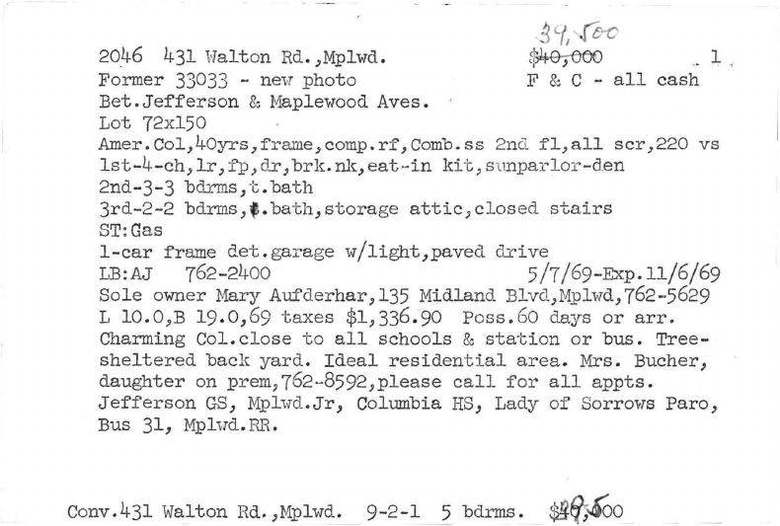 39,500
2046 431 Walton Rd.,Mplwd. $40,000 1
Former 33033 - new photo F & C - all cash
Bet.Jefferson & Maplewood Aves.
Lot 72x150
Amer.Col,40yrs,frame,comp.rf,Comb.ss 2nd fl,all scr,220 vs
1st-4-ch,lr,fp,dr,brk.nk,eat-in kit,sunparlor-den
2nd-3-3 bdrms,t.bath
3rd-2-2 bdrms,t.bath,storage attic,closed stairs
ST:Gas
1-car frame det.garage w/light,paved drive
LB:AJ 762-2400 5/7/69-Exp.11/6/69
Sole owner Mary Aufderhar,135 Midland Blvd,Mplwd,762-5629
L 10.0,B 19.0,69 taxes $1,336.90 Poss.60 days or arr.
Charming Col.close to all schools & station or bus. Tree-
sheltered back yard. Ideal residential area. Mrs. Bucher,
daughter on prem,762-8592,please call for all appts.
Jefferson GS, Mplwd.Jr, Columbia HS, Lady of Sorrows Paro,
Bus 31, Mplwd.RR.
Conv.431 Walton Rd.,Mplwd. 9-2-1 5 bdrms. $39,500